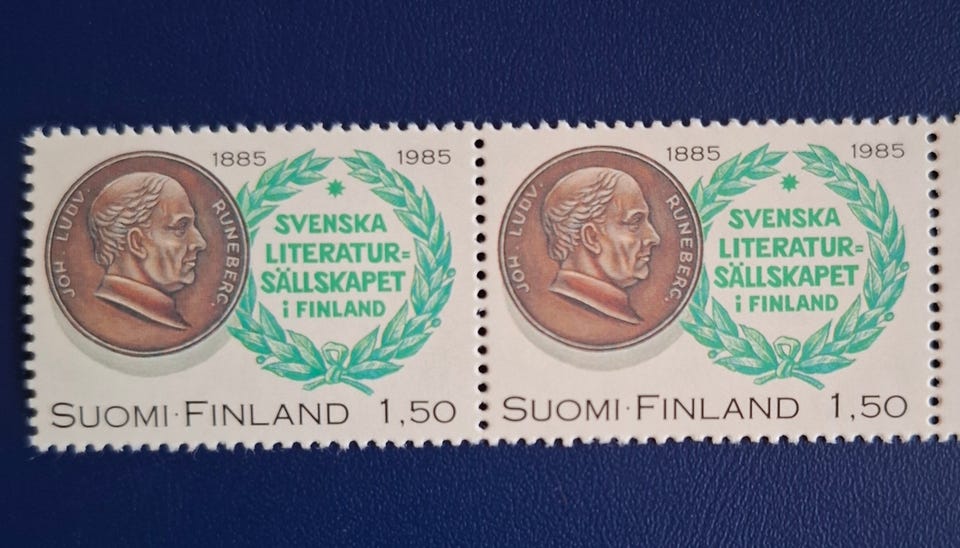 JOH. LUDV. RUNEBERG.
1885 1985
SVENSKA
LITERATUR=
SÄLLSKAPET
i FINLAND
SUOMI·FINLAND 1,50
JOH. LUDV. RUNEBERG.
1885 1985
SVENSKA
LITERATUR=
SÄLLSKAPET
i FINLAND
SUOMI·FINLAND 1,50